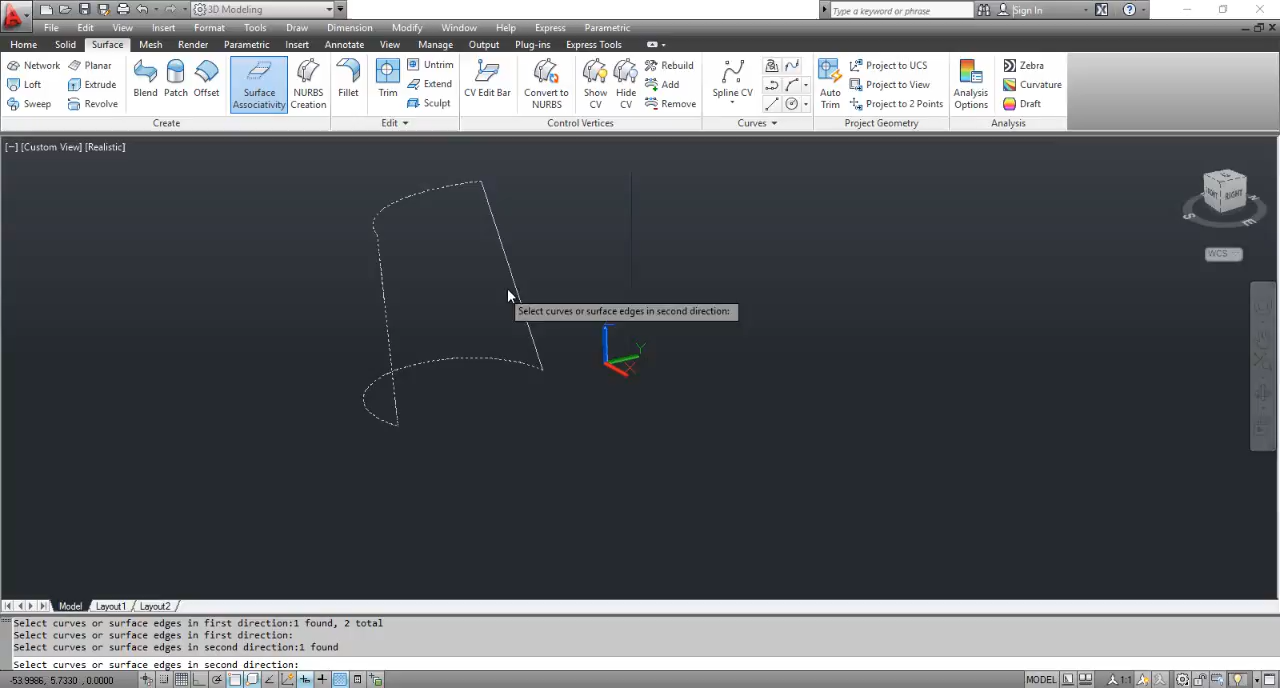 3D Modeling
Type a keyword or phrase
Sign In
File Edit View Insert Format Tools Draw Dimension Modify Window Help Express Parametric
Home Solid Surface Mesh Render Parametric Insert Annotate View Manage Output Plug-ins Express Tools
Network Planar
Loft Extrude
Sweep Revolve
Blend Patch Offset
Surface
Associativity
NURBS
Creation
Fillet
Trim
Untrim
Extend
Sculpt
CV Edit Bar
Convert to
NURBS
Show
CV
Hide
CV
Rebuild
Add
Remove
Spline CV
Auto
Trim
Project to UCS
Project to View
Project to 2 Points
Analysis
Options
Zebra
Curvature
Draft
Create Edit Control Vertices Curves Project Geometry Analysis
[−] [Custom View] [Realistic]
RIGHT
N
S
E
WCS
Select curves or surface edges in second direction:
Y
X
Model Layout1 Layout2
Select curves or surface edges in first direction:1 found, 2 total
Select curves or surface edges in first direction:
Select curves or surface edges in second direction:1 found
Select curves or surface edges in second direction:
-53.9986, 5.7330 , 0.0000
MODEL
1:1